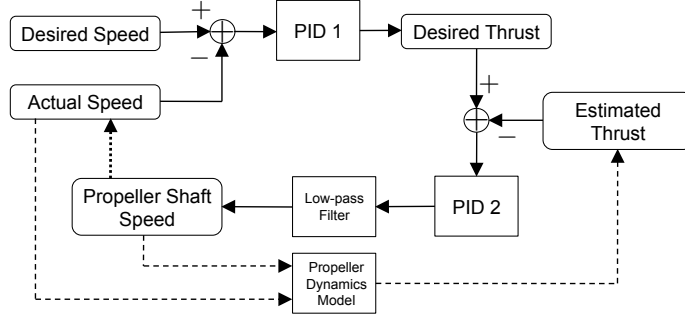 +
Desired Speed
PID 1
Desired Thrust
−
+
Actual Speed
Estimated
Thrust
−
Propeller Shaft
Speed
Low-pass
Filter
PID 2
Propeller
Dynamics
Model